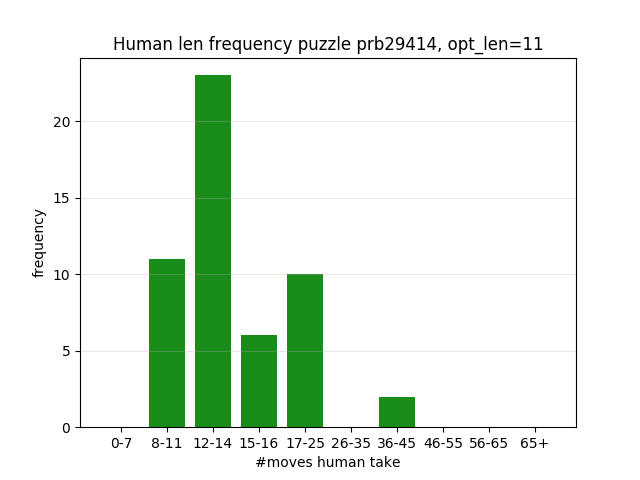 Human len frequency puzzle prb29414, opt_len=11
frequency
20
15
10
5
0
0-7 8-11 12-14 15-16 17-25 26-35 36-45 46-55 56-65 65+
#moves human take